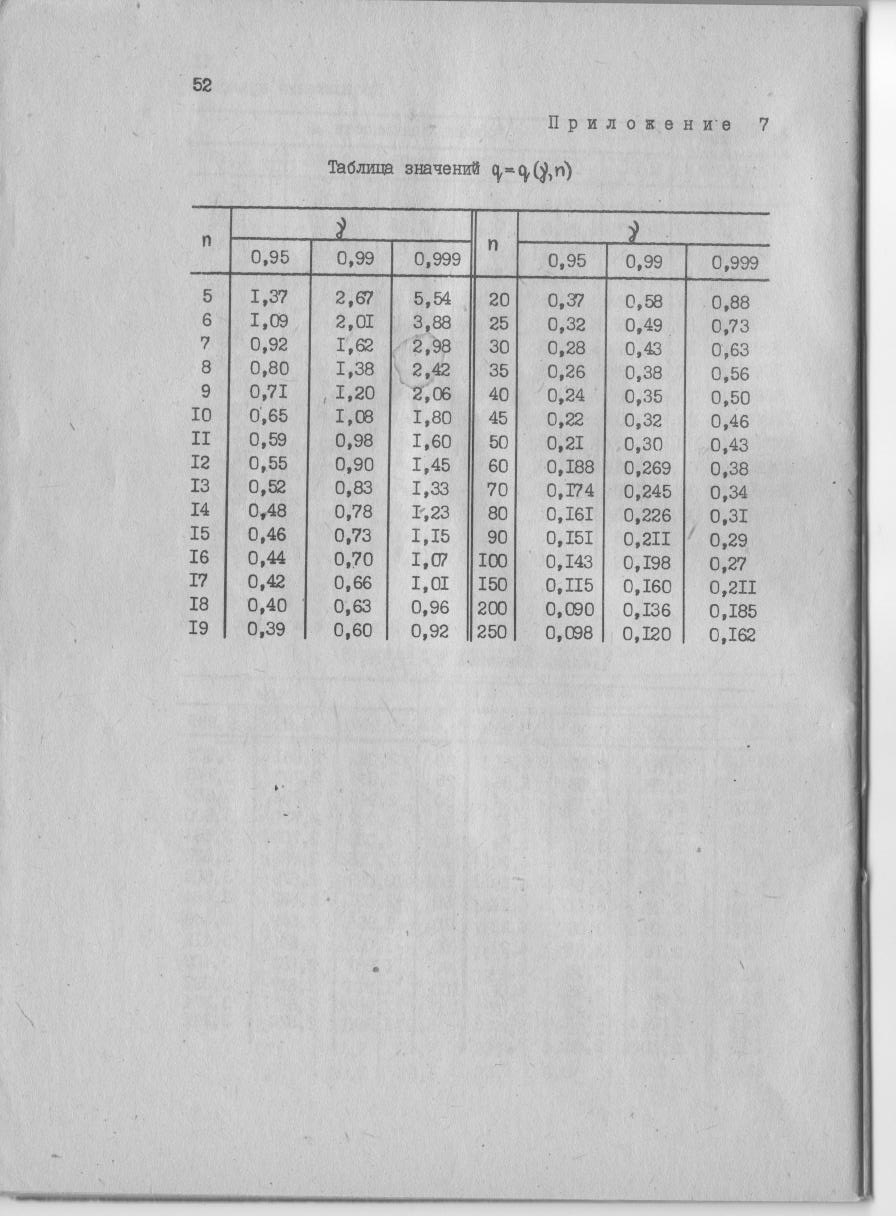 52
Приложение 7
Таблица значений q=q(γ,n)
n γ n γ
0,95 0,99 0,999 0,95 0,99 0,999
5 I,37 2,67 5,54 20 0,37 0,58 0,88
6 I,09 2,0I 3,88 25 0,32 0,49 0,73
7 0,92 I,62 2,98 30 0,28 0,43 0,63
8 0,80 I,38 2,42 35 0,26 0,38 0,56
9 0,7I I,20 2,06 40 0,24 0,35 0,50
I0 0,65 I,08 I,80 45 0,22 0,32 0,46
II 0,59 0,98 I,60 50 0,2I 0,30 0,43
I2 0,55 0,90 I,45 60 0,I88 0,269 0,38
I3 0,52 0,83 I,33 70 0,I74 0,245 0,34
I4 0,48 0,78 I,23 80 0,I6I 0,226 0,3I
I5 0,46 0,73 I,I5 90 0,I5I 0,2II 0,29
I6 0,44 0,70 I,07 I00 0,I43 0,I98 0,27
I7 0,42 0,66 I,0I I50 0,II5 0,I60 0,2II
I8 0,40 0,63 0,96 200 0,090 0,I36 0,I85
I9 0,39 0,60 0,92 250 0,098 0,I20 0,I62